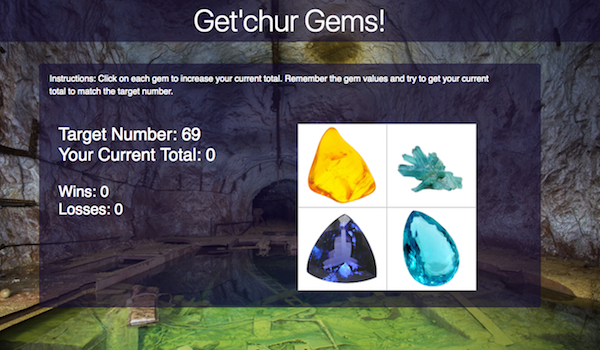 Get'chur Gems!
Instructions: Click on each gem to increase your current total. Remember the gem values and try to get your current
total to match the target number.
Target Number: 69
Your Current Total: 0
Wins: 0
Losses: 0